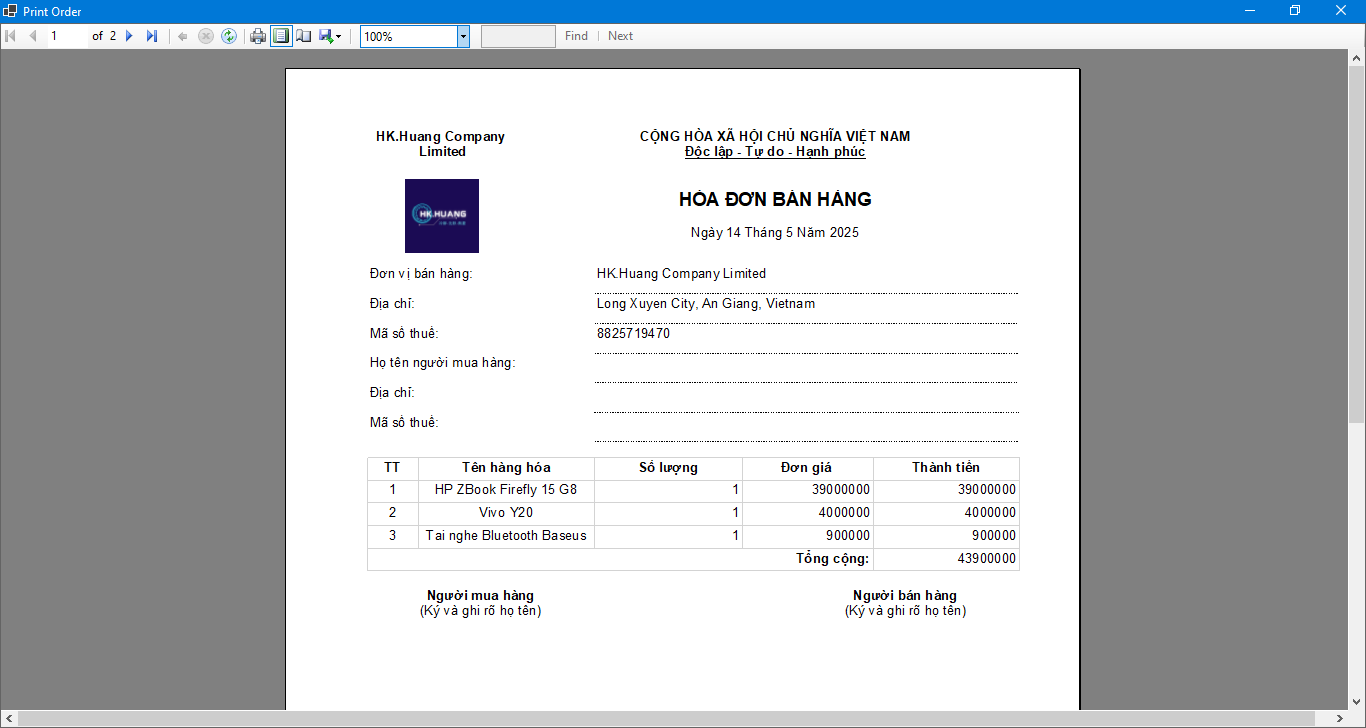 Print Order
1 of 2 100% Find Next
HK.Huang Company
Limited
CỘNG HÒA XÃ HỘI CHỦ NGHĨA VIỆT NAM
Độc lập - Tự do - Hạnh phúc
HK.HUANG
HÓA ĐƠN BÁN HÀNG
Ngày 14 Tháng 5 Năm 2025
Đơn vị bán hàng: HK.Huang Company Limited
Địa chỉ: Long Xuyen City, An Giang, Vietnam
Mã số thuế: 8825719470
Họ tên người mua hàng:
Địa chỉ:
Mã số thuế:
TT Tên hàng hóa Số lượng Đơn giá Thành tiền
1 HP ZBook Firefly 15 G8 1 39000000 39000000
2 Vivo Y20 1 4000000 4000000
3 Tai nghe Bluetooth Baseus 1 900000 900000
Tổng cộng: 43900000
Người mua hàng Người bán hàng
(Ký và ghi rõ họ tên) (Ký và ghi rõ họ tên)